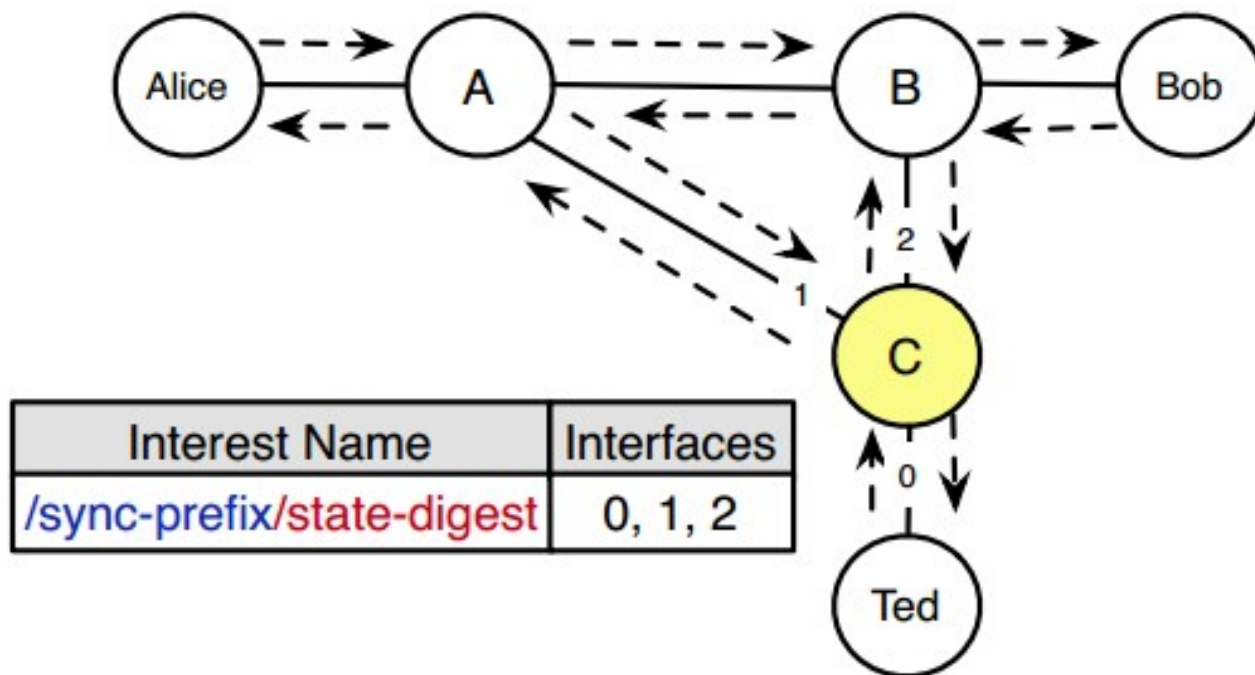 Alice
A
B
Bob
2
1
C
Interest Name Interfaces
/sync-prefix/state-digest 0, 1, 2
0
Ted